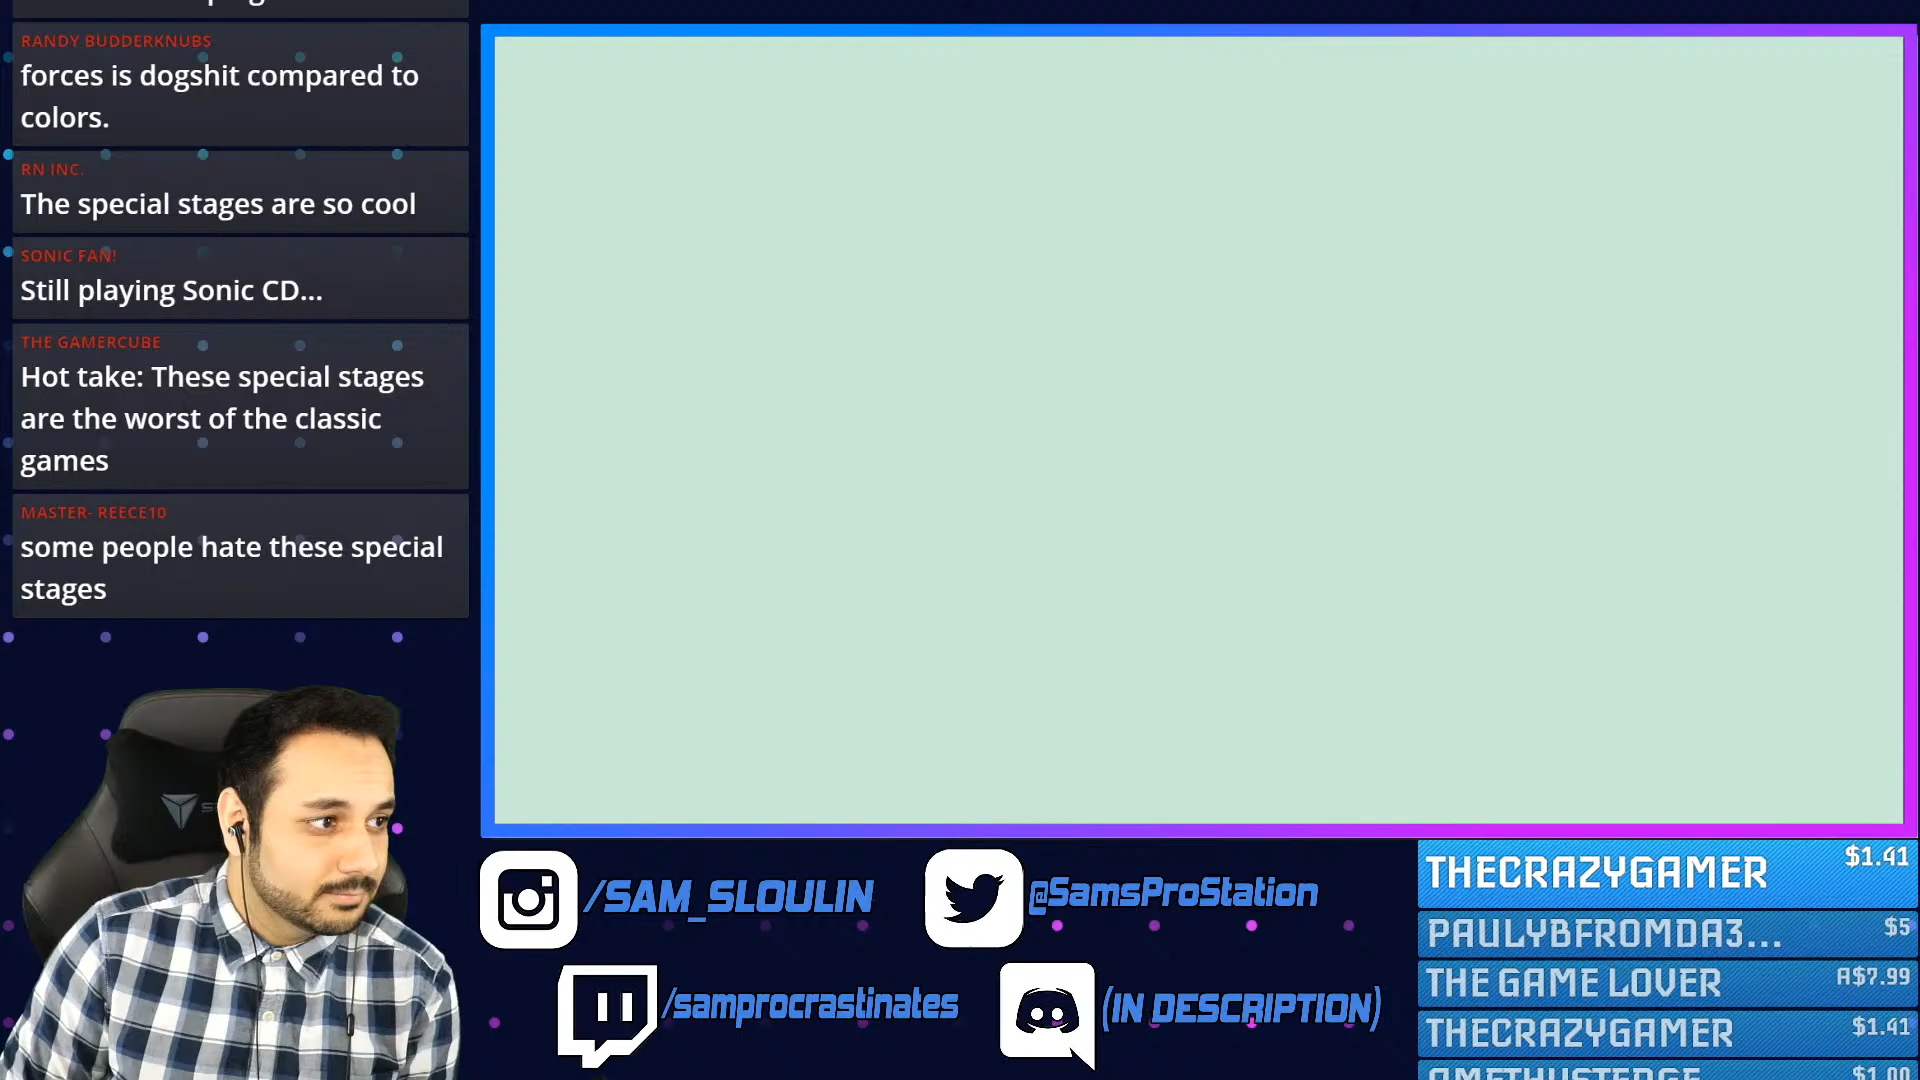 RANDY BUDDERKNUBS
forces is dogshit compared to
colors.
RN INC.
The special stages are so cool
SONIC FAN!
Still playing Sonic CD...
THE GAMERCUBE
Hot take: These special stages
are the worst of the classic
games
MASTER- REECE10
some people hate these special
stages
/SAM_SLOULIN
@SamsProStation
/samprocrastinates
(IN DESCRIPTION)
THECRAZYGAMER $1.41
PAULYBFROMDA3... $5
THE GAME LOVER A$7.99
THECRAZYGAMER $1.41
$1.00